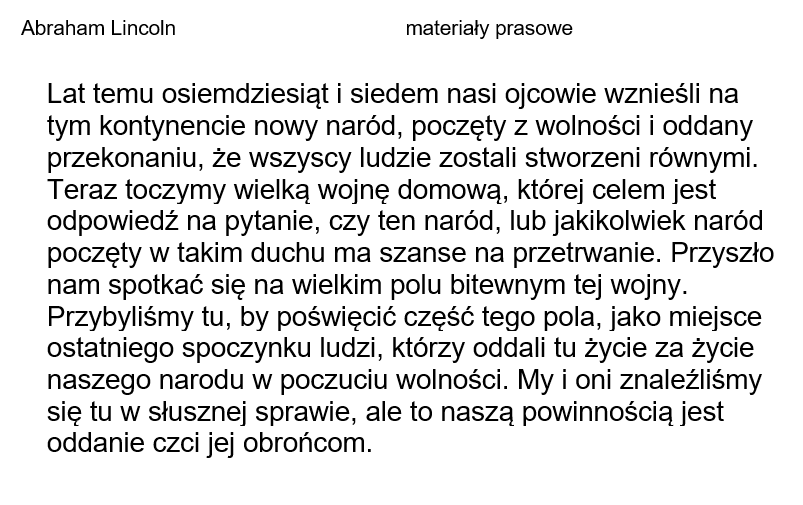 Abraham Lincoln materiały prasowe
Lat temu osiemdziesiąt i siedem nasi ojcowie wznieśli na
tym kontynencie nowy naród, poczęty z wolności i oddany
przekonaniu, że wszyscy ludzie zostali stworzeni równymi.
Teraz toczymy wielką wojnę domową, której celem jest
odpowiedź na pytanie, czy ten naród, lub jakikolwiek naród
poczęty w takim duchu ma szanse na przetrwanie. Przyszło
nam spotkać się na wielkim polu bitewnym tej wojny.
Przybyliśmy tu, by poświęcić część tego pola, jako miejsce
ostatniego spoczynku ludzi, którzy oddali tu życie za życie
naszego narodu w poczuciu wolności. My i oni znaleźliśmy
się tu w słusznej sprawie, ale to naszą powinnością jest
oddanie czci jej obrońcom.